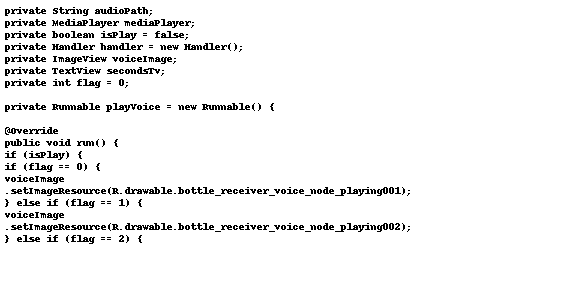 private String audioPath;
private MediaPlayer mediaPlayer;
private boolean isPlay = false;
private Handler handler = new Handler();
private ImageView voiceImage;
private TextView secondsTv;
private int flag = 0;

private Runnable playVoice = new Runnable() {

@Override
public void run() {
if (isPlay) {
if (flag == 0) {
voiceImage
.setImageResource(R.drawable.bottle_receiver_voice_node_playing001);
} else if (flag == 1) {
voiceImage
.setImageResource(R.drawable.bottle_receiver_voice_node_playing002);
} else if (flag == 2) {